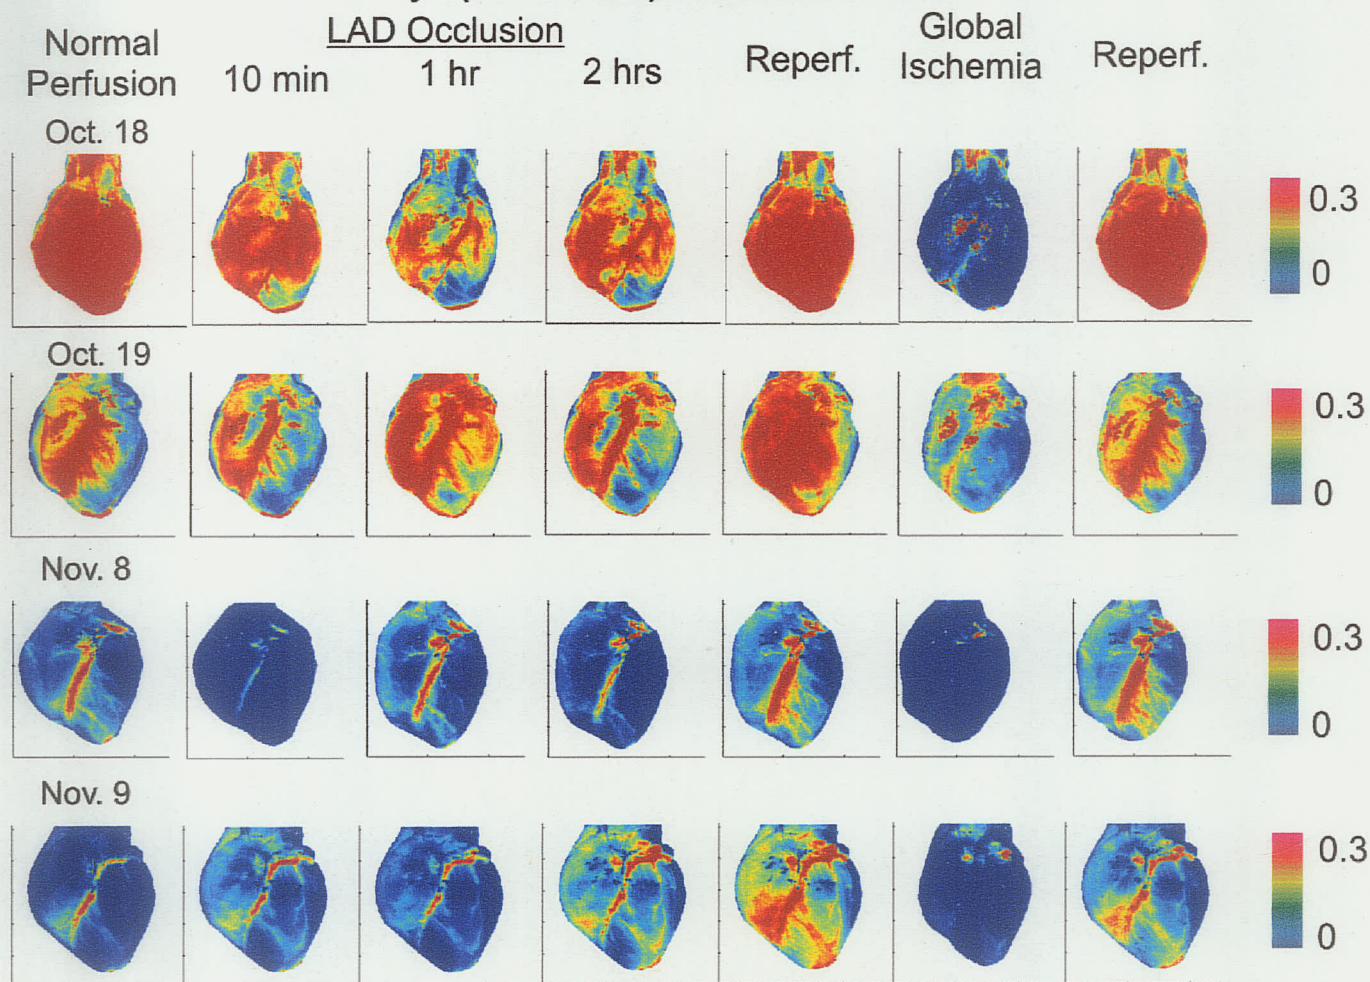 LAD Occlusion
Normal
Perfusion
10 min
1 hr
2 hrs
Reperf.
Global
Ischemia
Reperf.
Oct. 18
0.3
0
Oct. 19
0.3
0
Nov. 8
0.3
0
Nov. 9
0.3
0